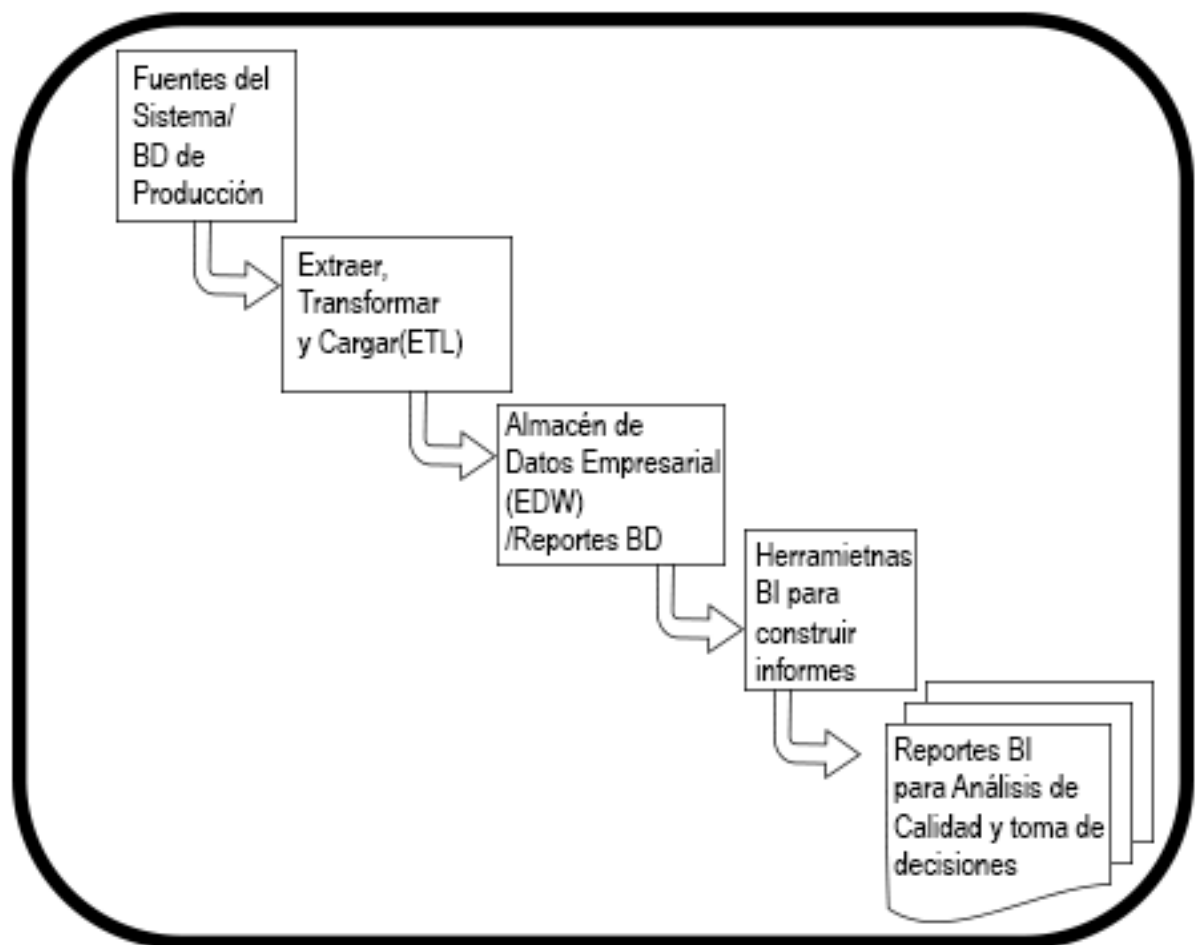 Fuentes del
Sistema/
BD de
Producción
Extraer,
Transformar
y Cargar(ETL)
Almacén de
Datos Empresarial
(EDW)
/Reportes BD
Herramietnas
BI para
construir
informes
Reportes BI
para Análisis de
Calidad y toma de
decisiones